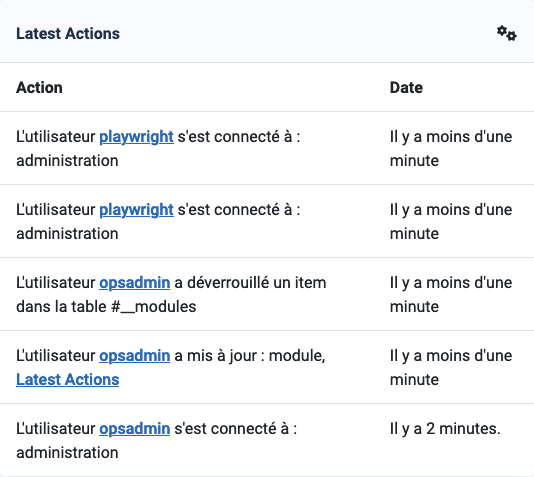 Latest Actions
Action Date
L'utilisateur playwright s'est connecté à : Il y a moins d'une
administration minute
L'utilisateur playwright s'est connecté à : Il y a moins d'une
administration minute
L'utilisateur opsadmin a déverrouillé un item Il y a moins d'une
dans la table #__modules minute
L'utilisateur opsadmin a mis à jour : module, Il y a moins d'une
Latest Actions minute
L'utilisateur opsadmin s'est connecté à : Il y a 2 minutes.
administration